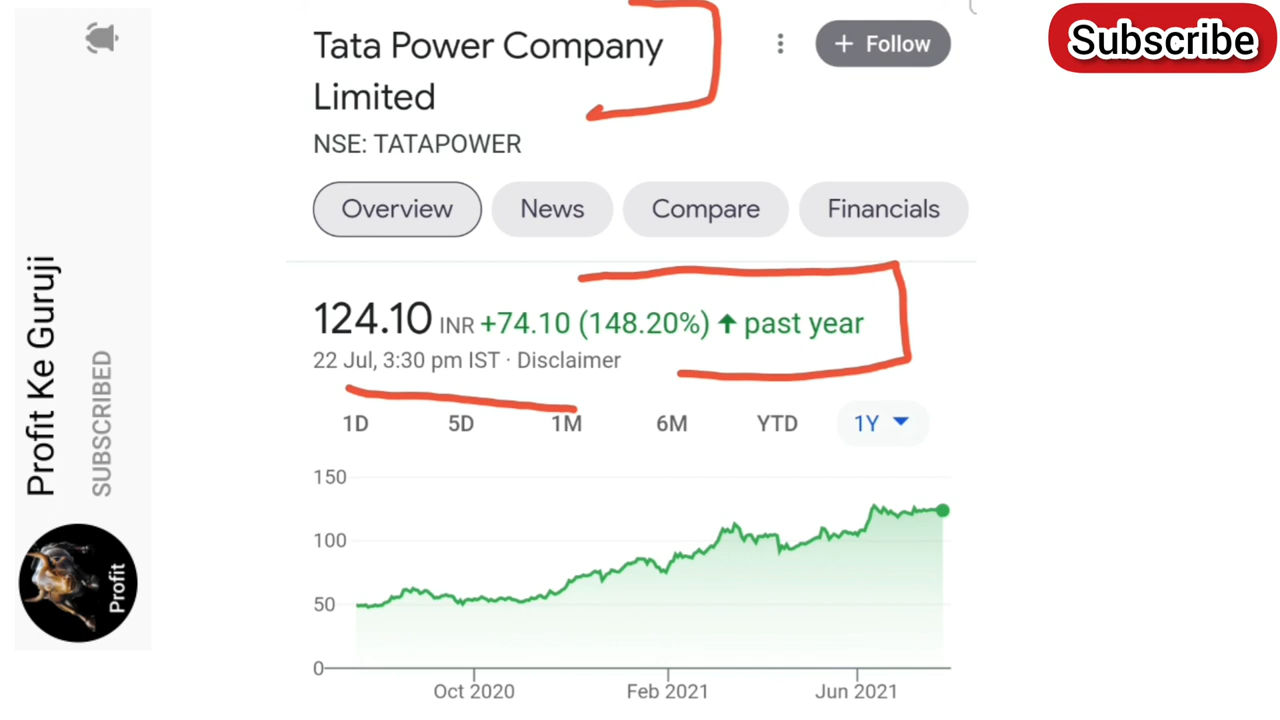 Subscribe
Profit Ke Guruji
SUBSCRIBED
Profit
Tata Power Company
Limited
+ Follow
NSE: TATAPOWER
Overview
News
Compare
Financials
124.10 INR +74.10 (148.20%) ↑ past year
22 Jul, 3:30 pm IST · Disclaimer
1D 5D 1M 6M YTD 1Y
150
100
50
0
Oct 2020 Feb 2021 Jun 2021